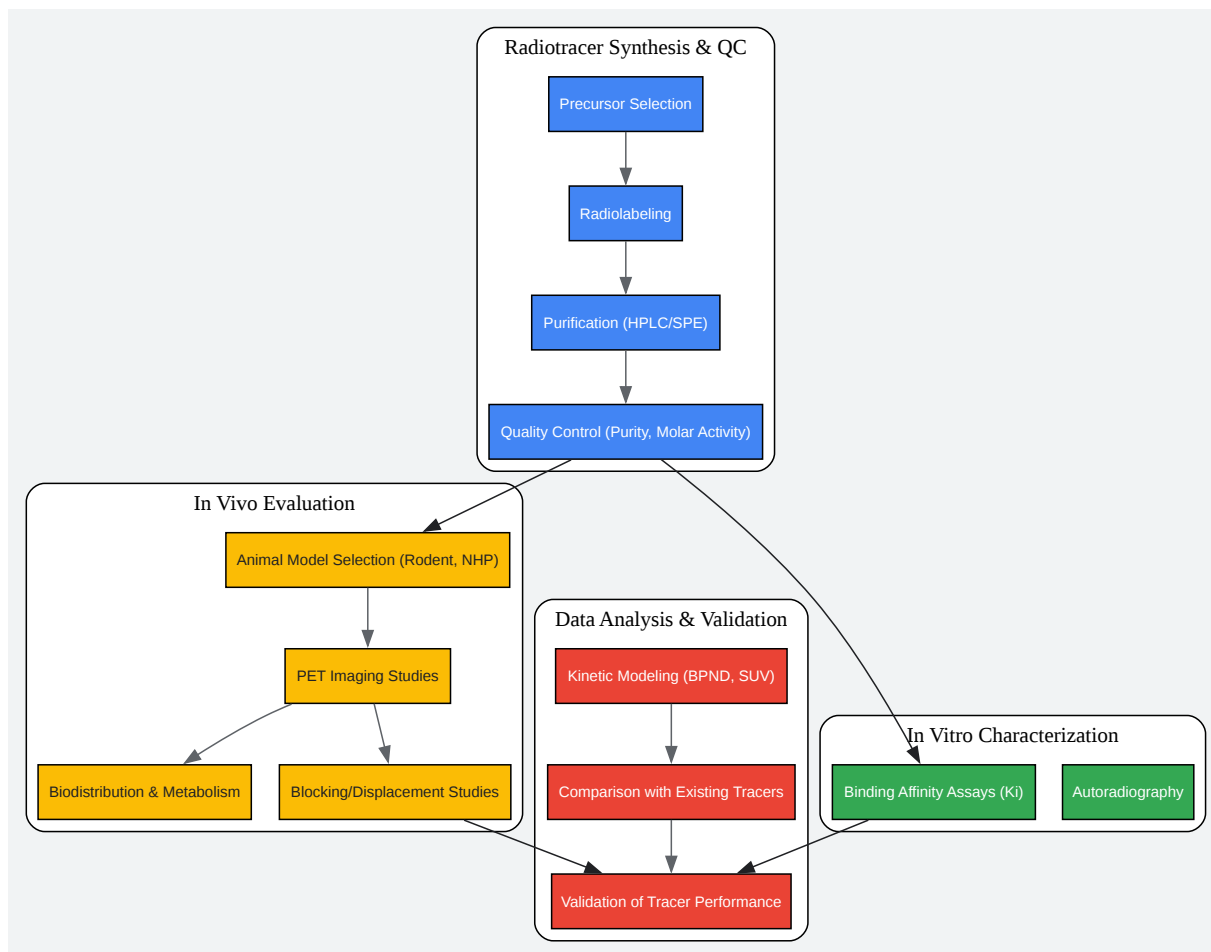 Radiotracer Synthesis & QC
Precursor Selection
Radiolabeling
Purification (HPLC/SPE)
Quality Control (Purity, Molar Activity)
In Vivo Evaluation
Animal Model Selection (Rodent, NHP)
PET Imaging Studies
Biodistribution & Metabolism
Blocking/Displacement Studies
Data Analysis & Validation
Kinetic Modeling (BPND, SUV)
Comparison with Existing Tracers
Validation of Tracer Performance
In Vitro Characterization
Binding Affinity Assays (Ki)
Autoradiography